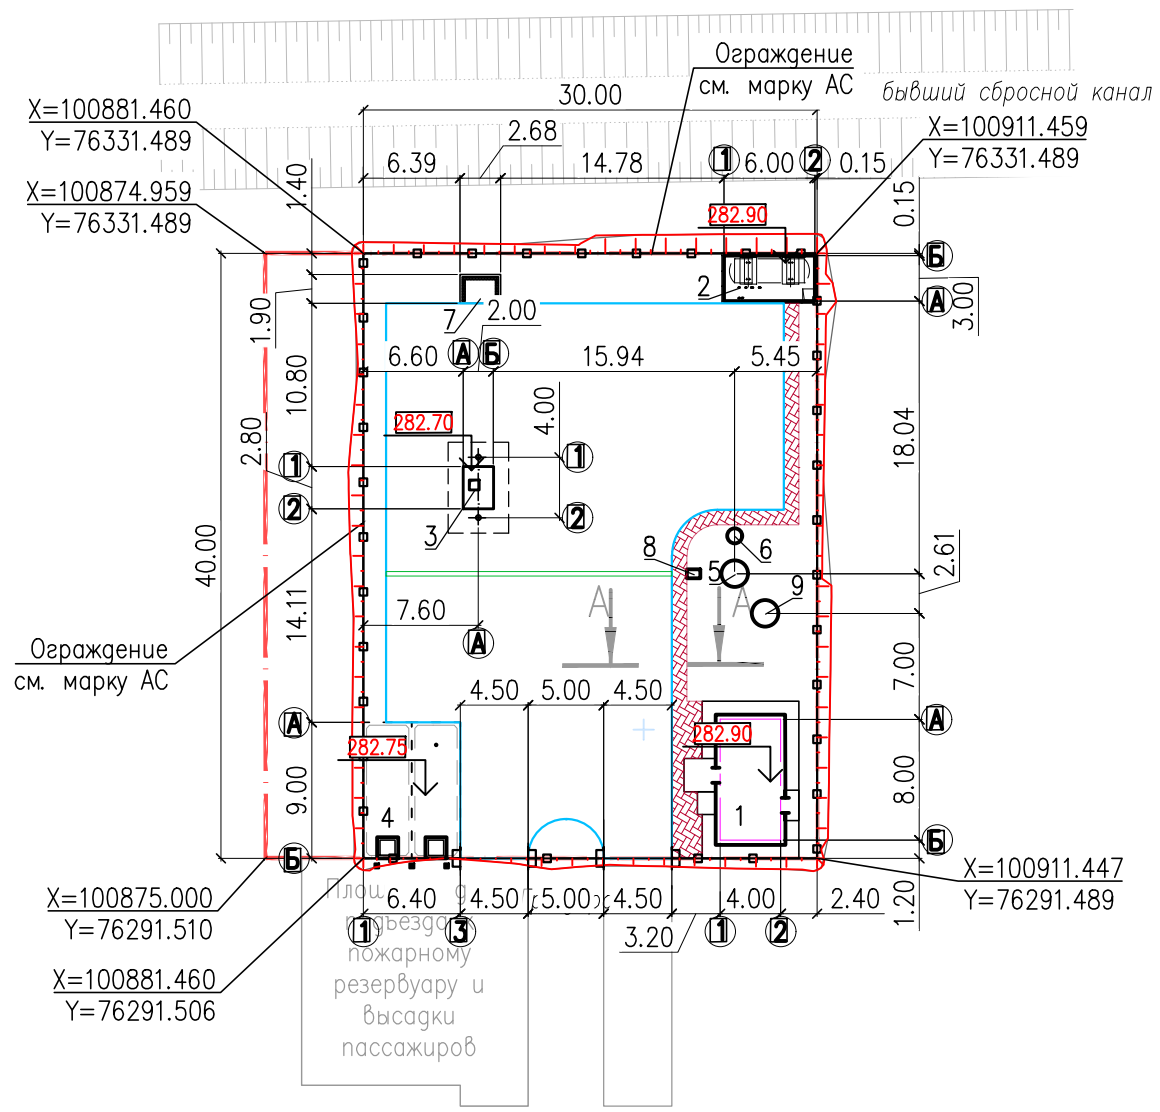 Ограждение
см. марку АС
бывший сбросной канал
30.00
X=100881.460
Y=76331.489
X=100911.459
Y=76331.489
2.68
6.39
14.78
1
6.00
2
0.15
1.40
X=100874.959
Y=76331.489
0.15
282.90
Б
2
А
3.00
1.90
7
2.00
6.60
А
Б
15.94
5.45
10.80
282.70
4.00
2.80
18.04
1
1
2
2
3
40.00
8
5
6
9
2.61
14.11
7.60
А
А
А
Ограждение
см. марку АС
7.00
4.50
5.00
4.50
А
А
282.75
282.90
9.00
8.00
4
1
Б
Б
X=100875.000
Y=76291.510
X=100911.447
Y=76291.489
6.40
4.50
5.00
4.50
4.00
2.40
1.20
1
3
3.20
1
2
X=100881.460
Y=76291.506
подъезда к
пожарному
резервуару и
высадки
пассажиров